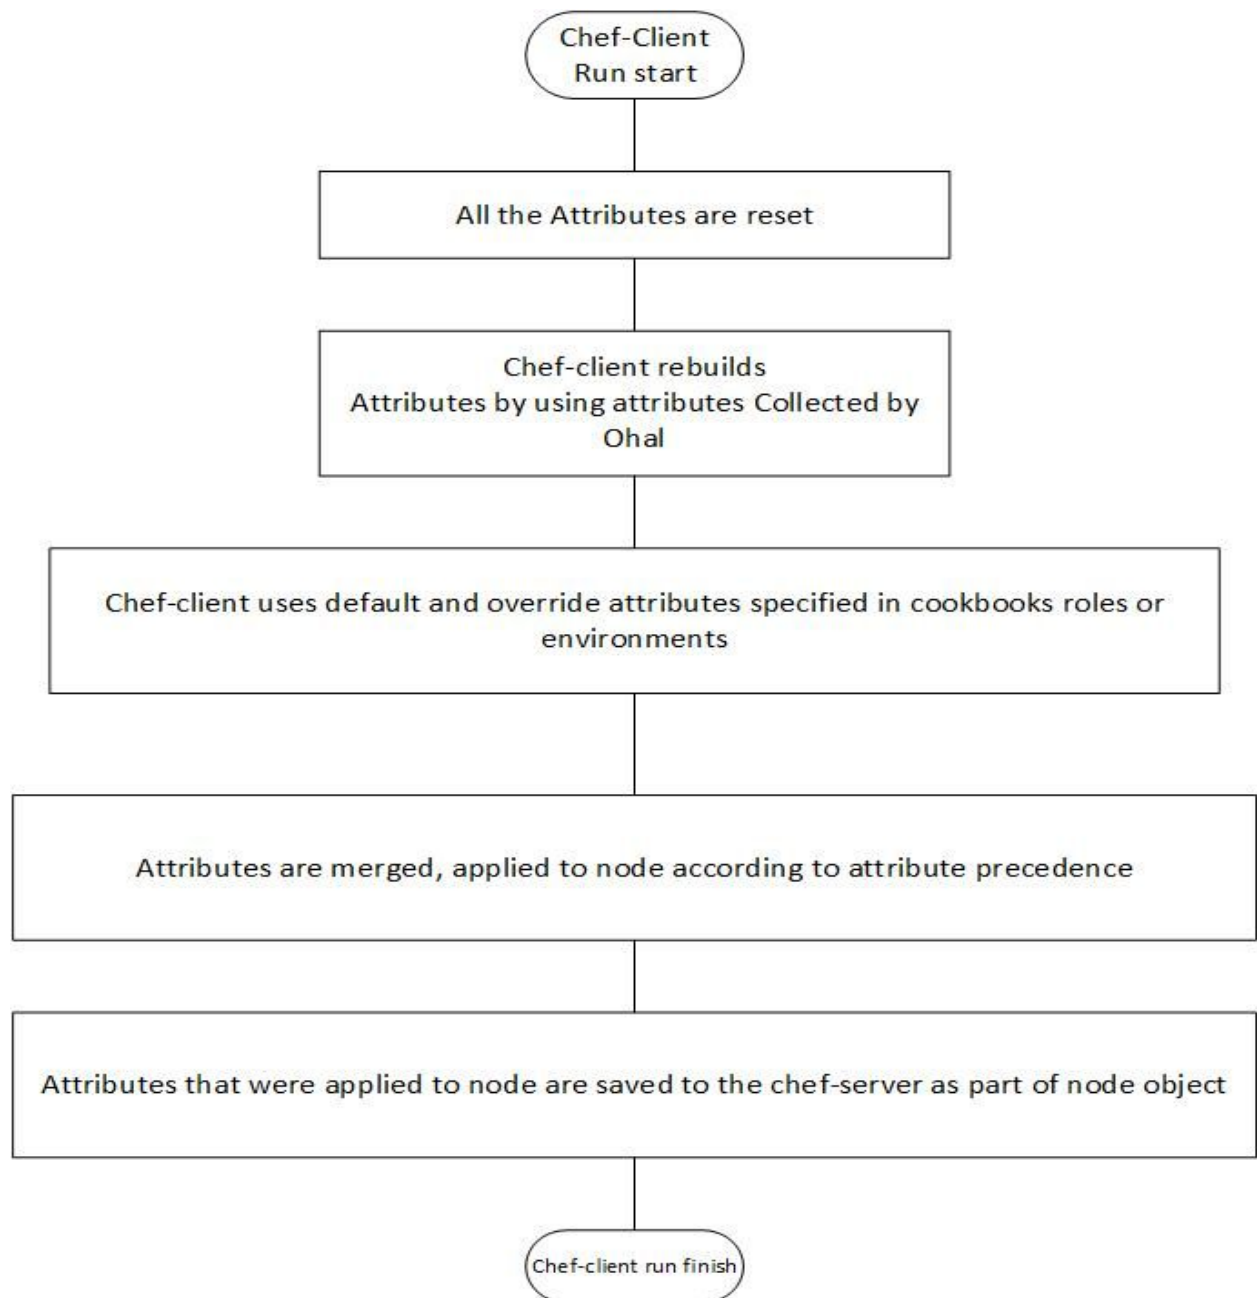 Chef-Client
Run start
All the Attributes are reset
Chef-client rebuilds
Attributes by using attributes Collected by
Ohal
Chef-client uses default and override attributes specified in cookbooks roles or
environments
Attributes are merged, applied to node according to attribute precedence
Attributes that were applied to node are saved to the chef-server as part of node object
Chef-client run finish